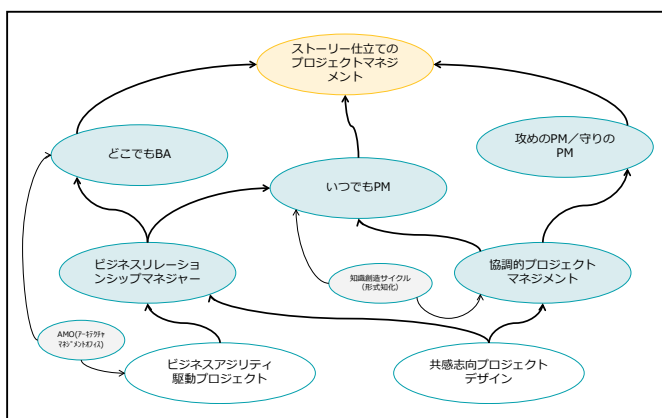 ストーリー仕立ての
プロジェクトマネジ
メント
どこでもBA
攻めのPM／守りの
PM
いつでもPM
ビジネスリレーショ
ンシップマネジャー
知識創造サイクル
（形式知化）
協調的プロジェクト
マネジメント
AMO(ｱｰｷﾃｸﾁｬ
ﾏﾈｼﾞﾒﾝﾄｵﾌｨｽ)
ビジネスアジリティ
駆動プロジェクト
共感志向プロジェクト
デザイン